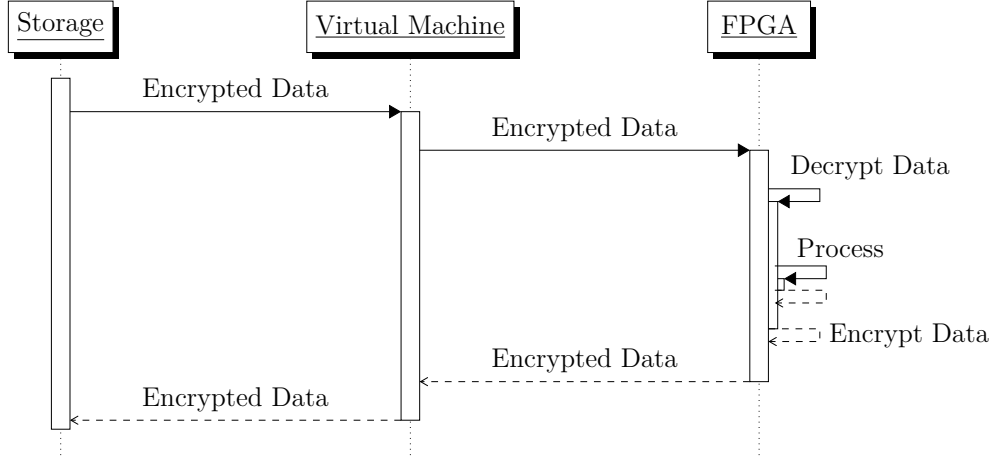 Storage
Virtual Machine
FPGA
Encrypted Data
Encrypted Data
Decrypt Data
Process
Encrypt Data
Encrypted Data
Encrypted Data